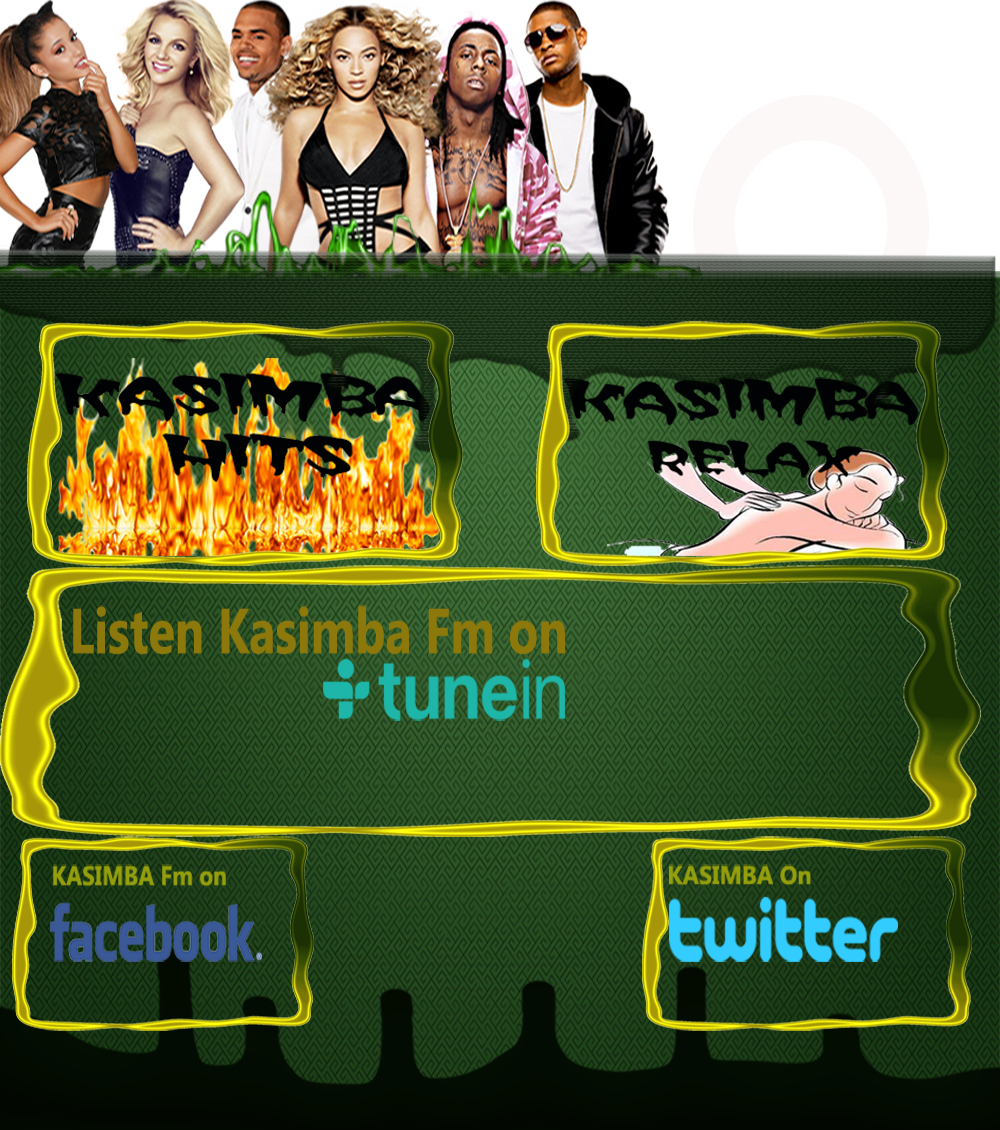 KASIMBA
HITS
KASIMBA
RELAX
Listen Kasimba Fm on
tunein
KASIMBA Fm on
facebook®
KASIMBA On
twitter